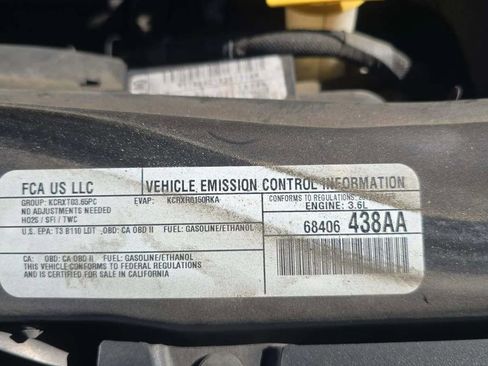 FCA US LLC
VEHICLE EMISSION CONTROL INFORMATION
GROUP: KCRXT03.65PC
EVAP: KCRXR0150RKA
CONFORMS TO REGULATIONS:
NO ADJUSTMENTS NEEDED
ENGINE: 3.6L
HO2S / SFI / TWC
68406 438AA
U.S. EPA: T3 B110 LDT OBD: CA OBD II FUEL: GASOLINE/ETHANOL
CA: OBD: CA OBD II FUEL: GASOLINE/ETHANOL
THIS VEHICLE CONFORMS TO FEDERAL REGULATIONS
AND IS CERTIFIED FOR SALE IN CALIFORNIA